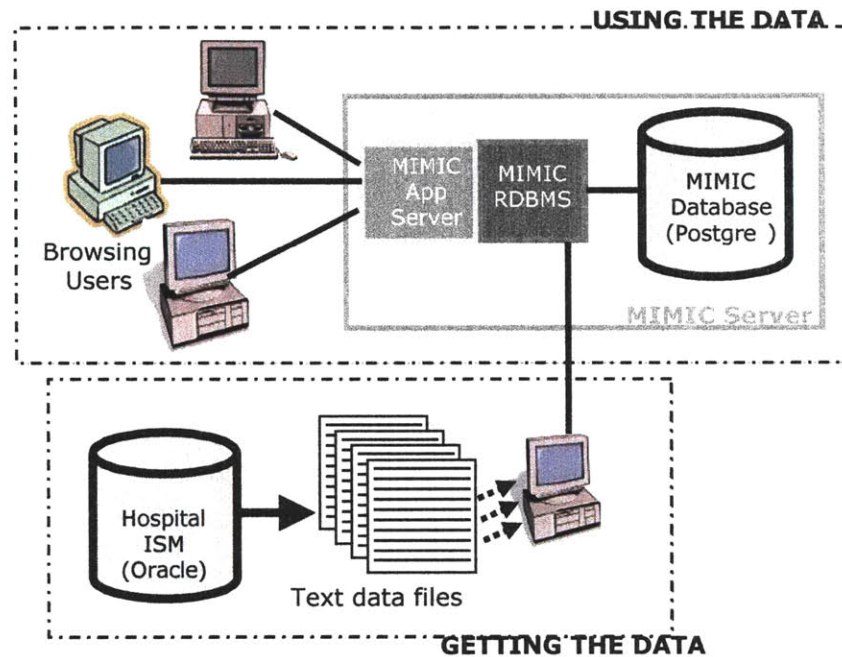 USING THE DATA
MIMIC
App
Server
MIMIC
RDBMS
MIMIC
Database
(Postgre )
Browsing
Users
MIMIC Server
Hospital
ISM
(Oracle)
Text data files
GETTING THE DATA